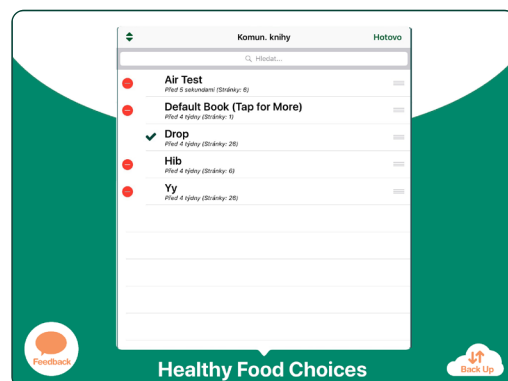 Komun. knihy
Hotovo
Hledat...
Air Test
Před 5 sekundami (Stránky: 6)
Default Book (Tap for More)
Před 4 týdny (Stránky: 1)
Drop
Před 4 týdny (Stránky: 26)
Hib
Před 4 týdny (Stránky: 6)
Yy
Před 4 týdny (Stránky: 26)
Feedback
Healthy Food Choices
Back Up